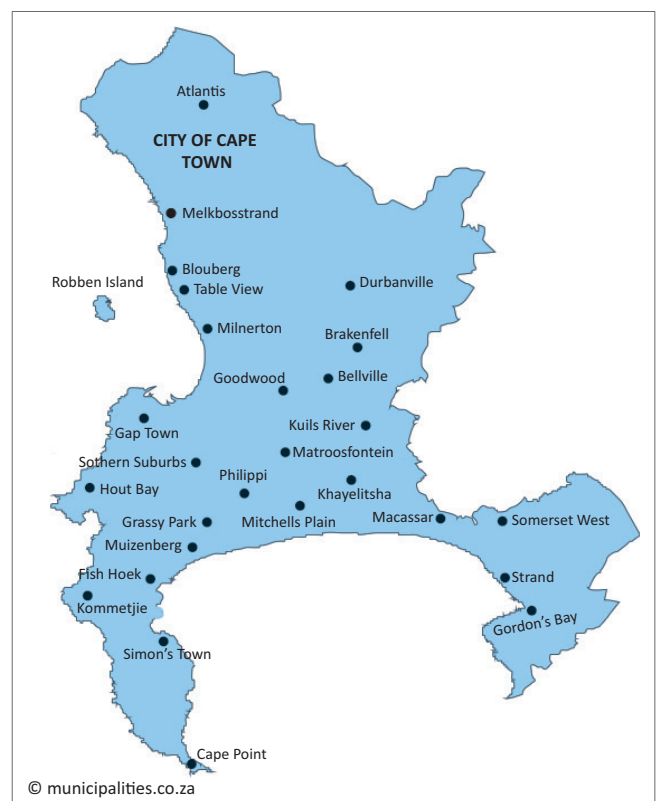 Atlantis
CITY OF CAPE
TOWN
Melkbosstrand
Blouberg
Robben Island
Table View
Durbanville
Milnerton
Brakenfell
Goodwood
Bellville
Gap Town
Kuils River
Matroosfontein
Sothern Suburbs
Philippi
Hout Bay
Khayelitsha
Grassy Park
Mitchells Plain
Macassar
Somerset West
Muizenberg
Fish Hoek
Strand
Kommetjie
Gordon's Bay
Simon's Town
Cape Point
© municipalities.co.za